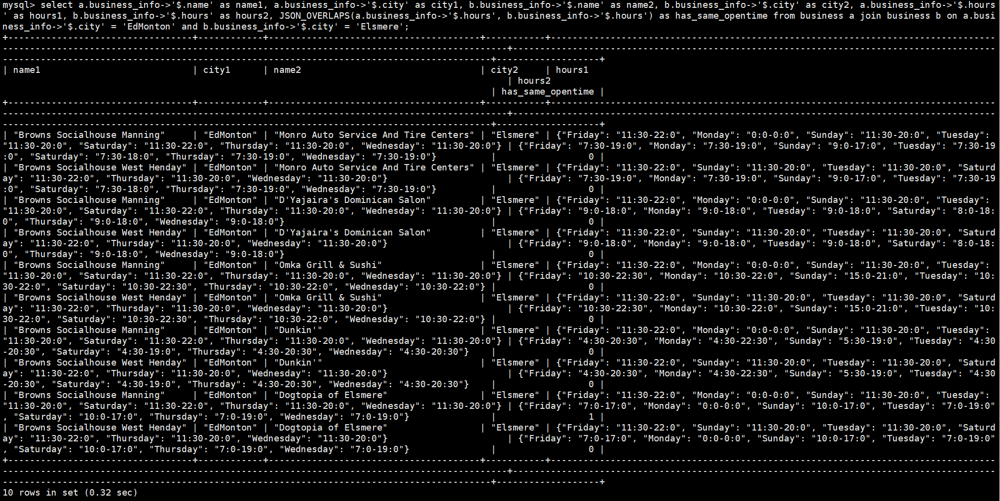 mysql> select a.business_info->'$.name' as name1, a.business_info->'$.city' as city1, b.business_info->'$.name' as name2, b.business_info->'$.city' as city2, a.business_info->'$.hours
' as hours1, b.business_info->'$.hours' as hours2, JSON_OVERLAPS(a.business_info->'$.hours', b.business_info->'$.hours') as has_same_opentime from business a join business b on a.busi
ness_info->'$.city' = 'EdMonton' and b.business_info->'$.city' = 'Elsmere';
+----------------------------------+------------+---------------------------------------+-----------+----------------------------------------------------------------------------------
---------------------------------------------------------------------------------------------+-----------------------------------------------------------------------------------------
------------------------------------------------------------------------------------------+-------------------+
| name1 | city1 | name2 | city2 | hours1
| hours2
| has_same_opentime |
+----------------------------------+------------+---------------------------------------+-----------+----------------------------------------------------------------------------------
---------------------------------------------------------------------------------------------+-----------------------------------------------------------------------------------------
------------------------------------------------------------------------------------------+-------------------+
| "Browns Socialhouse Manning" | "EdMonton" | "Monro Auto Service And Tire Centers" | "Elsmere" | {"Friday": "11:30-22:0", "Monday": "0:0-0:0", "Sunday": "11:30-20:0", "Tuesday":
"11:30-20:0", "Saturday": "11:30-22:0", "Thursday": "11:30-20:0", "Wednesday": "11:30-20:0"} | {"Friday": "7:30-19:0", "Monday": "7:30-19:0", "Sunday": "9:0-17:0", "Tuesday": "7:30-19
:0", "Saturday": "7:30-18:0", "Thursday": "7:30-19:0", "Wednesday": "7:30-19:0"} | 0 |
| "Browns Socialhouse West Henday" | "EdMonton" | "Monro Auto Service And Tire Centers" | "Elsmere" | {"Friday": "11:30-22:0", "Sunday": "11:30-20:0", "Tuesday": "11:30-20:0", "Saturd
ay": "11:30-22:0", "Thursday": "11:30-20:0", "Wednesday": "11:30-20:0"} | {"Friday": "7:30-19:0", "Monday": "7:30-19:0", "Sunday": "9:0-17:0", "Tuesday": "7:30-19
:0", "Saturday": "7:30-18:0", "Thursday": "7:30-19:0", "Wednesday": "7:30-19:0"} | 0 |
| "Browns Socialhouse Manning" | "EdMonton" | "D'Yajaira's Dominican Salon" | "Elsmere" | {"Friday": "11:30-22:0", "Monday": "0:0-0:0", "Sunday": "11:30-20:0", "Tuesday":
"11:30-20:0", "Saturday": "11:30-22:0", "Thursday": "11:30-20:0", "Wednesday": "11:30-20:0"} | {"Friday": "9:0-18:0", "Monday": "9:0-18:0", "Tuesday": "9:0-18:0", "Saturday": "8:0-18:
0", "Thursday": "9:0-18:0", "Wednesday": "9:0-18:0"} | 0 |
| "Browns Socialhouse West Henday" | "EdMonton" | "D'Yajaira's Dominican Salon" | "Elsmere" | {"Friday": "11:30-22:0", "Sunday": "11:30-20:0", "Tuesday": "11:30-20:0", "Saturd
ay": "11:30-22:0", "Thursday": "11:30-20:0", "Wednesday": "11:30-20:0"} | {"Friday": "9:0-18:0", "Monday": "9:0-18:0", "Tuesday": "9:0-18:0", "Saturday": "8:0-18:
0", "Thursday": "9:0-18:0", "Wednesday": "9:0-18:0"} | 0 |
| "Browns Socialhouse Manning" | "EdMonton" | "Omka Grill & Sushi" | "Elsmere" | {"Friday": "11:30-22:0", "Monday": "0:0-0:0", "Sunday": "11:30-20:0", "Tuesday":
"11:30-20:0", "Saturday": "11:30-22:0", "Thursday": "11:30-20:0", "Wednesday": "11:30-20:0"} | {"Friday": "10:30-22:30", "Monday": "10:30-22:0", "Sunday": "15:0-21:0", "Tuesday": "10:
30-22:0", "Saturday": "10:30-22:30", "Thursday": "10:30-22:0", "Wednesday": "10:30-22:0"} | 0 |
| "Browns Socialhouse West Henday" | "EdMonton" | "Omka Grill & Sushi" | "Elsmere" | {"Friday": "11:30-22:0", "Sunday": "11:30-20:0", "Tuesday": "11:30-20:0", "Saturd
ay": "11:30-22:0", "Thursday": "11:30-20:0", "Wednesday": "11:30-20:0"} | {"Friday": "10:30-22:30", "Monday": "10:30-22:0", "Sunday": "15:0-21:0", "Tuesday": "10:
30-22:0", "Saturday": "10:30-22:30", "Thursday": "10:30-22:0", "Wednesday": "10:30-22:0"} | 0 |
| "Browns Socialhouse Manning" | "EdMonton" | "Dunkin'" | "Elsmere" | {"Friday": "11:30-22:0", "Monday": "0:0-0:0", "Sunday": "11:30-20:0", "Tuesday":
"11:30-20:0", "Saturday": "11:30-22:0", "Thursday": "11:30-20:0", "Wednesday": "11:30-20:0"} | {"Friday": "4:30-20:30", "Monday": "4:30-22:30", "Sunday": "5:30-19:0", "Tuesday": "4:30
-20:30", "Saturday": "4:30-19:0", "Thursday": "4:30-20:30", "Wednesday": "4:30-20:30"} | 0 |
| "Browns Socialhouse West Henday" | "EdMonton" | "Dunkin'" | "Elsmere" | {"Friday": "11:30-22:0", "Sunday": "11:30-20:0", "Tuesday": "11:30-20:0", "Saturd
ay": "11:30-22:0", "Thursday": "11:30-20:0", "Wednesday": "11:30-20:0"} | {"Friday": "4:30-20:30", "Monday": "4:30-22:30", "Sunday": "5:30-19:0", "Tuesday": "4:30
-20:30", "Saturday": "4:30-19:0", "Thursday": "4:30-20:30", "Wednesday": "4:30-20:30"} | 0 |
| "Browns Socialhouse Manning" | "EdMonton" | "Dogtopia of Elsmere" | "Elsmere" | {"Friday": "11:30-22:0", "Monday": "0:0-0:0", "Sunday": "11:30-20:0", "Tuesday":
"11:30-20:0", "Saturday": "11:30-22:0", "Thursday": "11:30-20:0", "Wednesday": "11:30-20:0"} | {"Friday": "7:0-17:0", "Monday": "0:0-0:0", "Sunday": "10:0-17:0", "Tuesday": "7:0-19:0"
, "Saturday": "10:0-17:0", "Thursday": "7:0-19:0", "Wednesday": "7:0-19:0"} | 1 |
| "Browns Socialhouse West Henday" | "EdMonton" | "Dogtopia of Elsmere" | "Elsmere" | {"Friday": "11:30-22:0", "Sunday": "11:30-20:0", "Tuesday": "11:30-20:0", "Saturd
ay": "11:30-22:0", "Thursday": "11:30-20:0", "Wednesday": "11:30-20:0"} | {"Friday": "7:0-17:0", "Monday": "0:0-0:0", "Sunday": "10:0-17:0", "Tuesday": "7:0-19:0"
, "Saturday": "10:0-17:0", "Thursday": "7:0-19:0", "Wednesday": "7:0-19:0"} | 0 |
+----------------------------------+------------+---------------------------------------+-----------+----------------------------------------------------------------------------------
---------------------------------------------------------------------------------------------+-----------------------------------------------------------------------------------------
------------------------------------------------------------------------------------------+-------------------+
10 rows in set (0.32 sec)